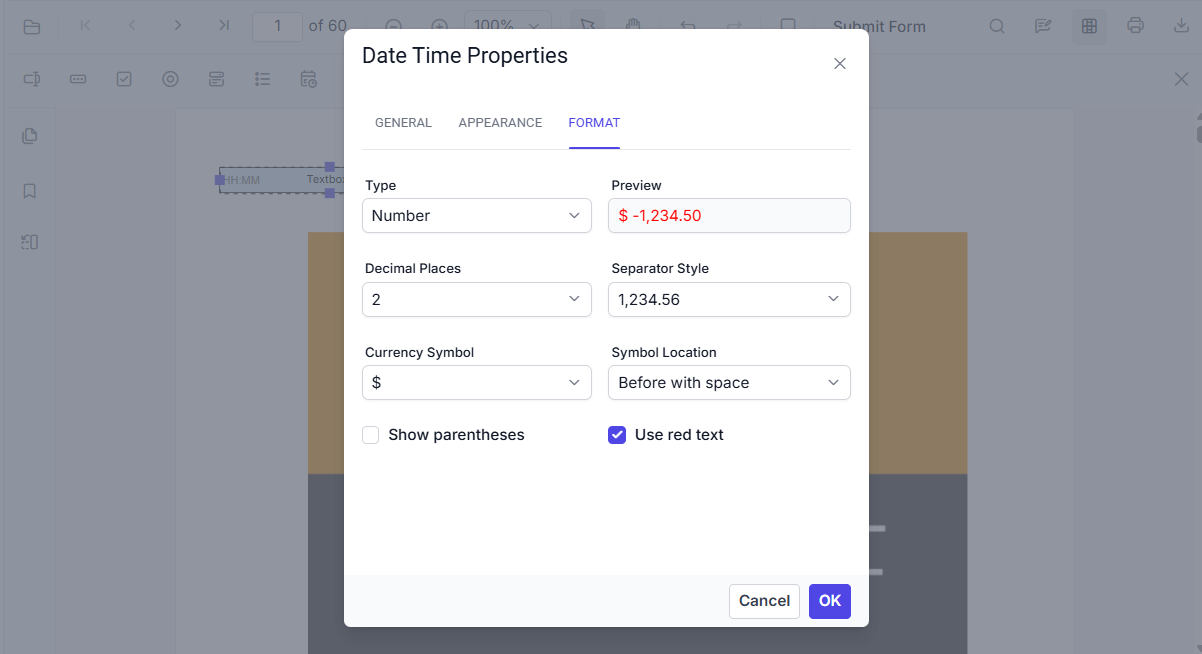 1 of 60 100% Submit Form
Date Time Properties
GENERAL APPEARANCE FORMAT
HH:MM Textbox
Type Preview
Number $ -1,234.50
Decimal Places Separator Style
2 1,234.56
Currency Symbol Symbol Location
$ Before with space
Show parentheses Use red text
Cancel OK